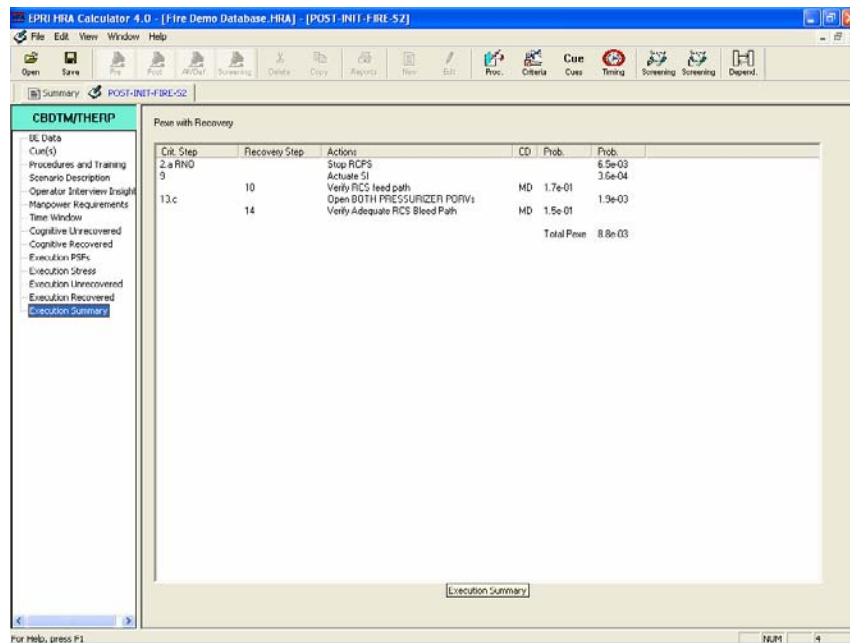 EPRI HRA Calculator 4.0 - [Fire Demo Database.HRA] - [POST-INIT-FIRE-S2]
File Edit View Window Help
Open Save Pre Post AV/Def. Screening Delete Copy Reports New Edit Proc. Criteria Cue Cues Timing Screening Screening Depend.
Summary POST-INIT-FIRE-S2
CBDTM/THERP
BE Data
Cue(s)
Procedures and Training
Scenario Description
Operator Interview Insight
Manpower Requirements
Time Window
Cognitive Unrecovered
Cognitive Recovered
Execution PSFs
Execution Stress
Execution Unrecovered
Execution Recovered
Execution Summary
Pexe with Recovery
Crit. Step Recovery Step Actions CD Prob. Prob.
2.a RNO Stop RCPS 6.5e-03
9 Actuate SI 3.6e-04
10 Verify RCS feed path MD 1.7e-01
13.c Open BOTH PRESSURIZER PORVs 1.9e-03
14 Verify Adequate RCS Bleed Path MD 1.5e-01
Total Pexe 8.8e-03
Execution Summary
For Help, press F1
NUM 4